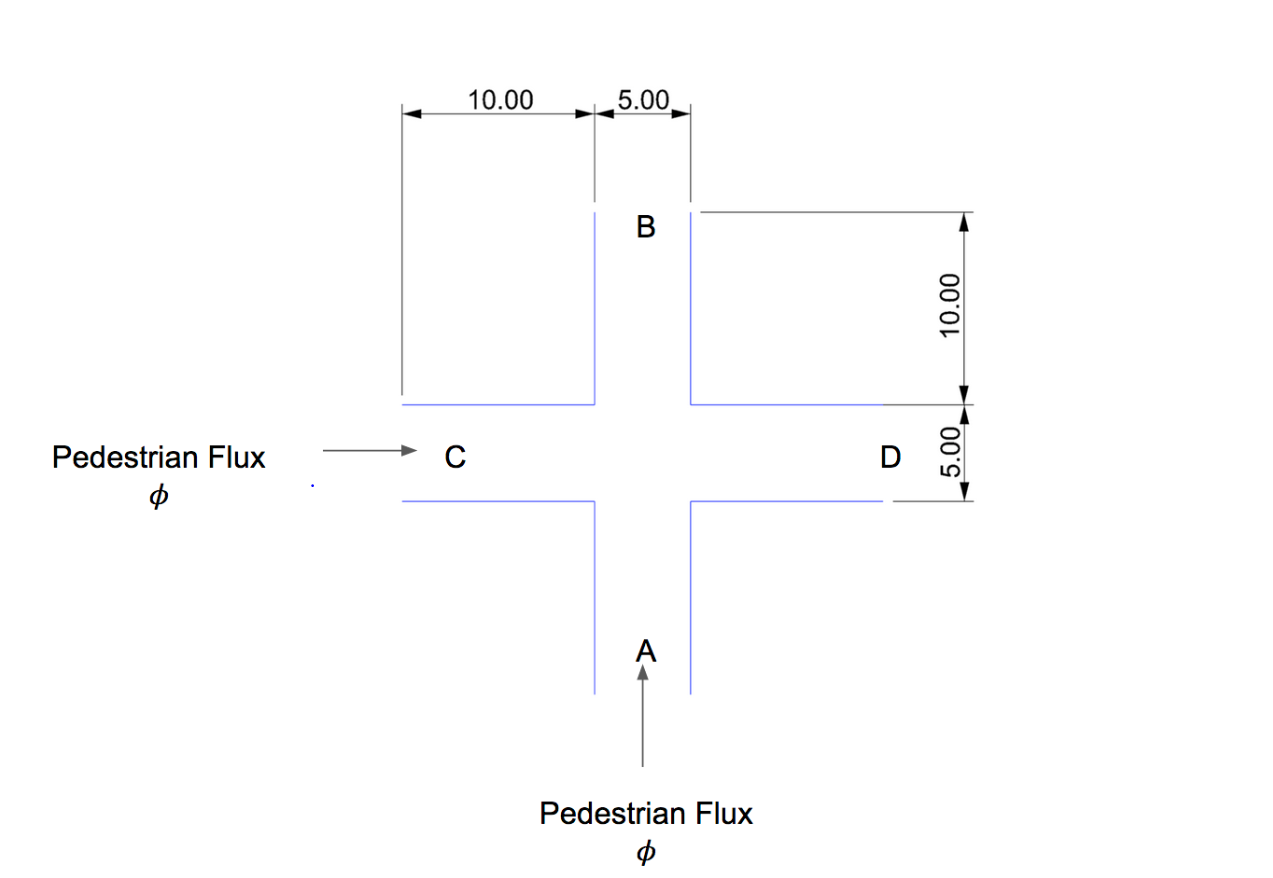 10.00 5.00
B
10.00
Pedestrian Flux
ϕ
C
D
5.00
A
Pedestrian Flux
ϕ